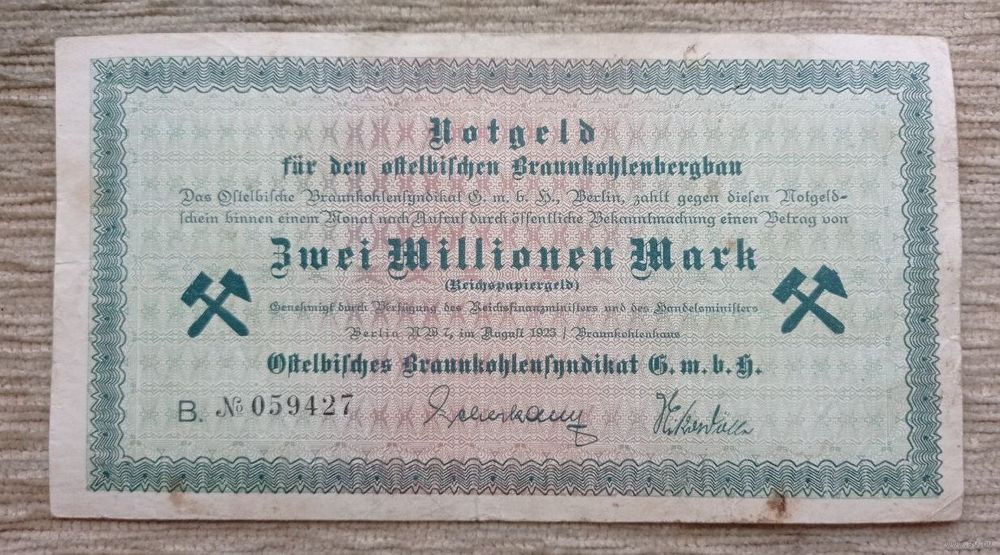 Notgeld
für den ostelbischen Braunkohlenbergbau
Das Ostelbische Braunkohlensyndikat G. m. b. H., Berlin, zahlt gegen diesen Notgeld-
schein binnen einem Monat nach Aufruf durch öffentliche Bekanntmachung einen Betrag von
Zwei Millionen Mark
(Reichspapiergeld)
Genehmigt durch Verfügung des Reichsfinanzministers und des Handelsministers
Berlin NW 7, im August 1923 / Braunkohlenhaus
Ostelbisches Braunkohlensyndikat G. m. b. H.
B. № 059427